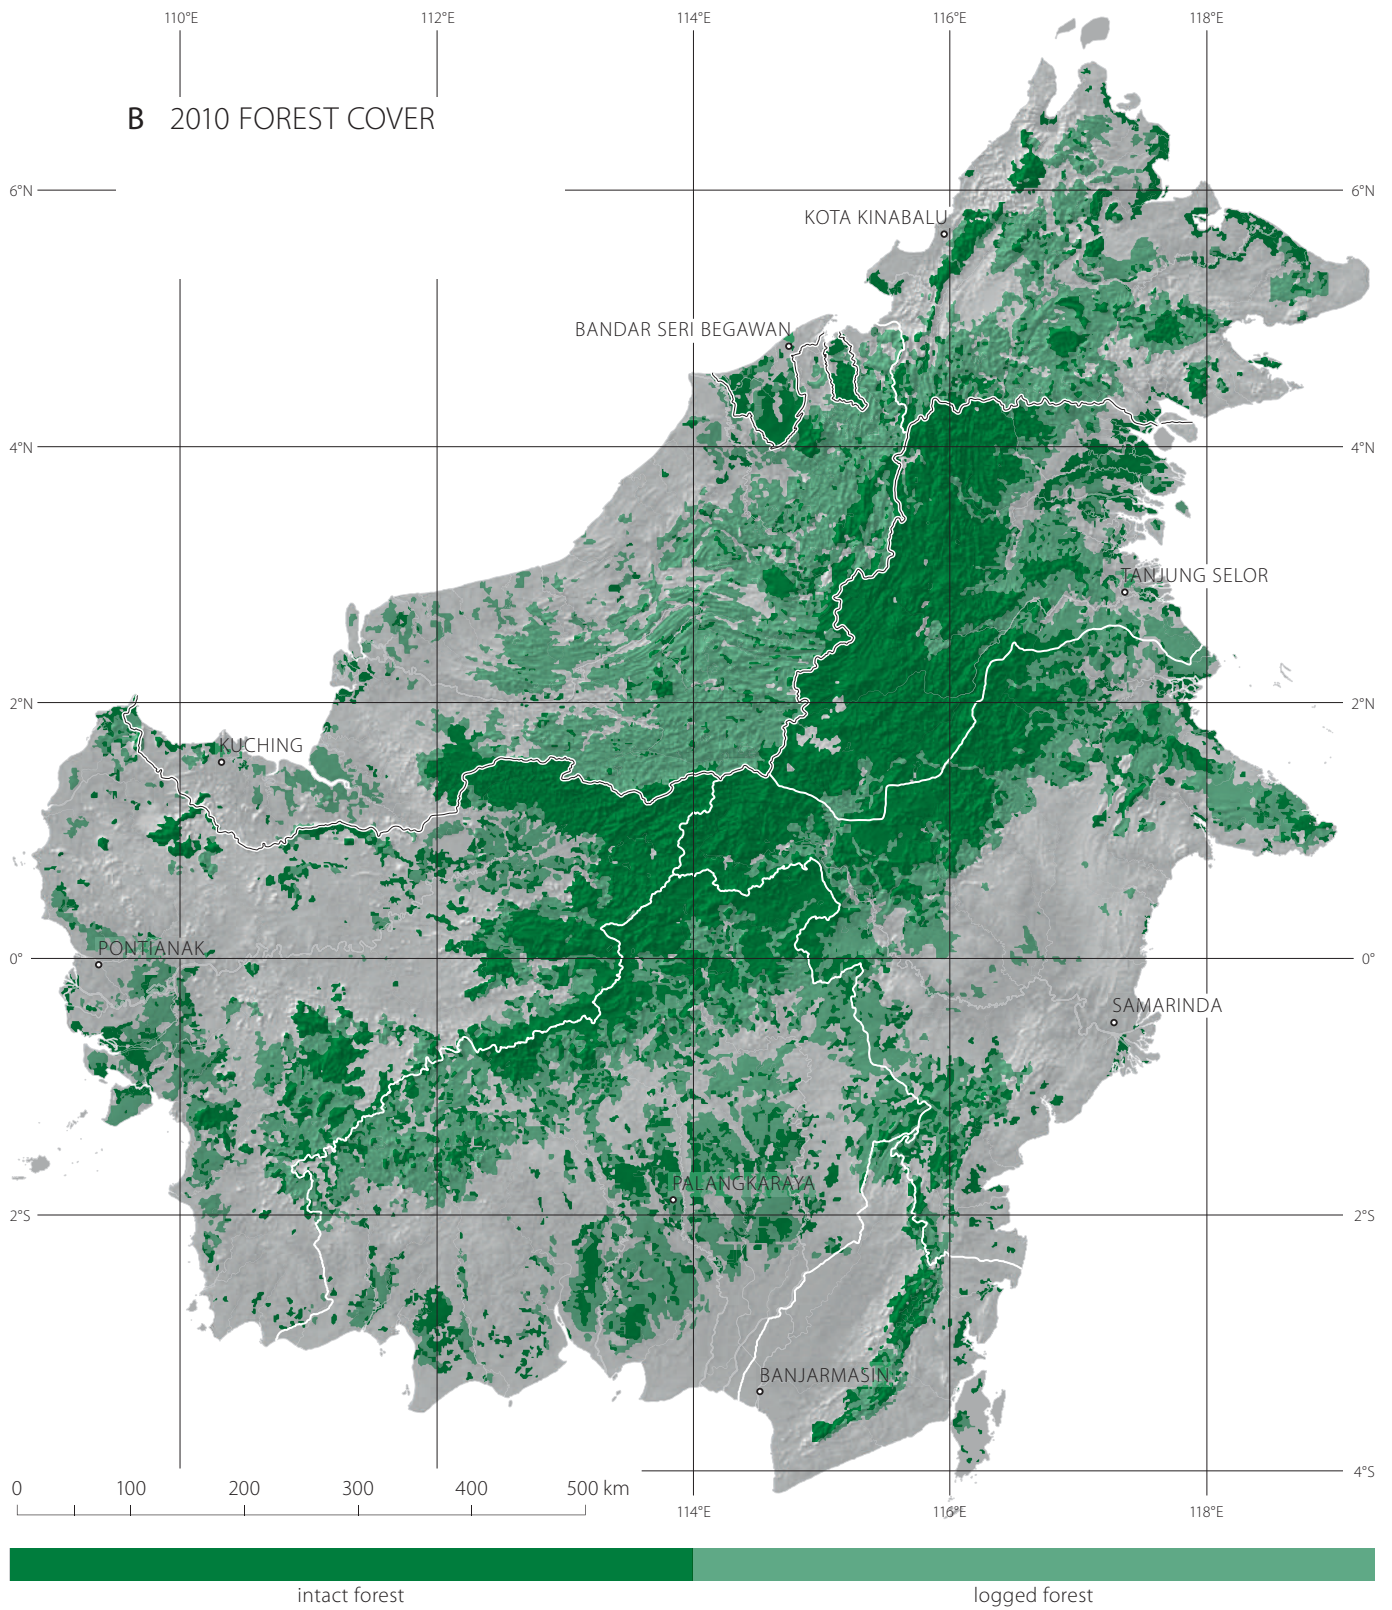 110°E 112°E 114°E 116°E 118°E
B 2010 FOREST COVER
6°N 6°N
KOTA KINABALU
BANDAR SERI BEGAWAN
4°N 4°N
TANJUNG SELOR
2°N 2°N
KUCHING
PONTIANAK
0° 0°
SAMARINDA
PALANGKARAYA
2°S 2°S
BANJARMASIN
4°S
0 100 200 300 400 500 km
114°E 116°E 118°E
intact forest logged forest